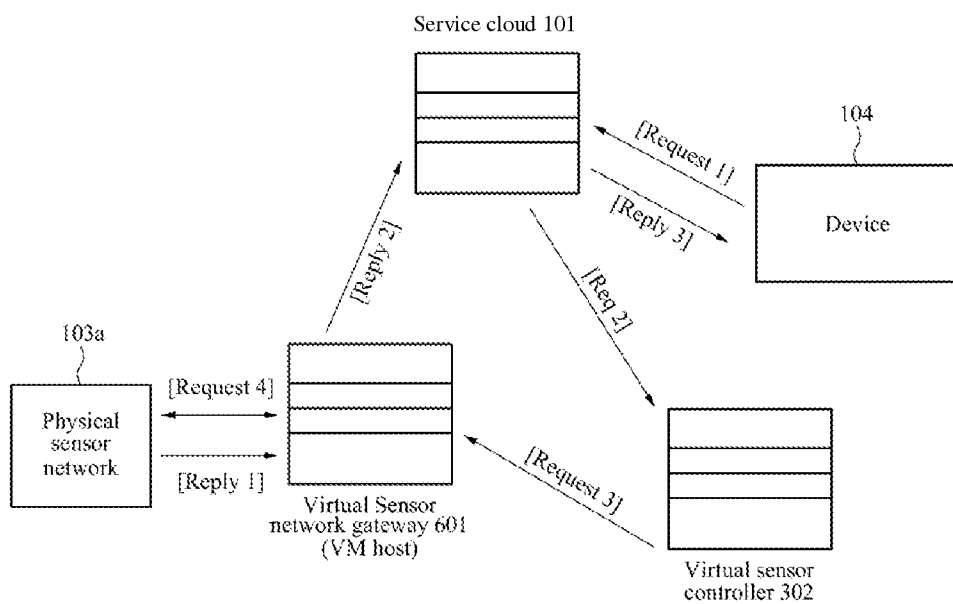 Service cloud 101
104
[Request 1]
[Reply 3]
Device
[Reply 2]
[Req 2]
103a
Physical
sensor
network
[Request 4]
[Reply 1]
Virtual Sensor
network gateway 601
(VM host)
[Request 3]
Virtual sensor
controller 302